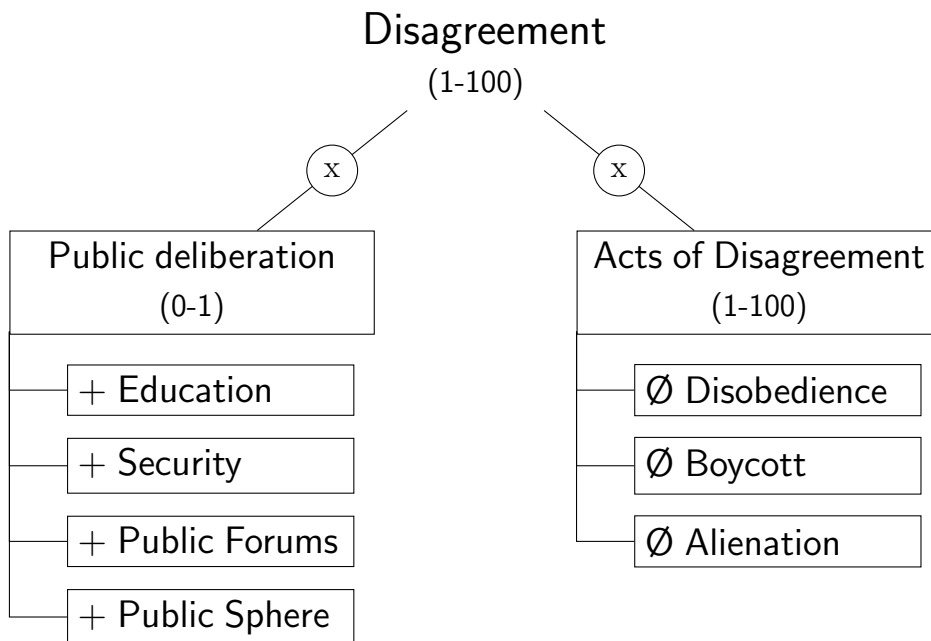 Disagreement
(1-100)
x
x
Public deliberation
(0-1)
+ Education
+ Security
+ Public Forums
+ Public Sphere
Acts of Disagreement
(1-100)
Ø Disobedience
Ø Boycott
Ø Alienation